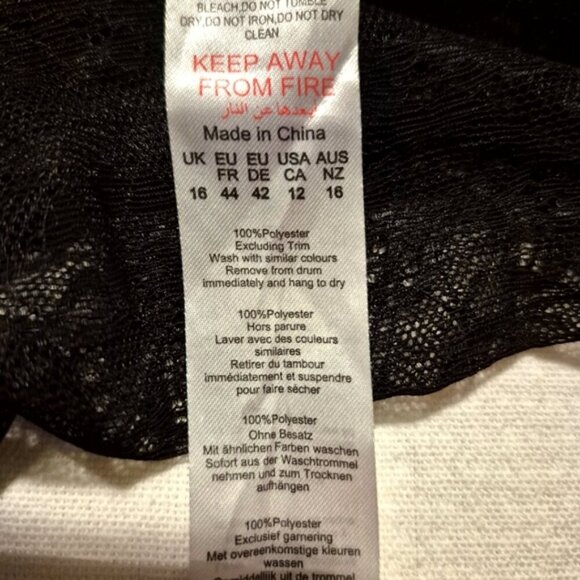 BLEACH,DO NOT TUMBLE
DRY,DO NOT IRON,DO NOT DRY
CLEAN
KEEP AWAY
FROM FIRE
أبعدها عن النار
Made in China
UK EU EU USA AUS
FR DE CA NZ
16 44 42 12 16
100%Polyester
Excluding Trim
Wash with similar colours
Remove from drum
immediately and hang to dry
100%Polyester
Hors parure
Laver avec des couleurs
similaires
Retirer du tambour
immédiatement et suspendre
pour faire sécher
100%Polyester
Ohne Besatz
Mit ähnlichen Farben waschen
Sofort aus der Waschtrommel
nehmen und zum Trocknen
aufhängen
100%Polyester
Exclusief garnering
Met overeenkomstige kleuren
wassen
uit de trommel